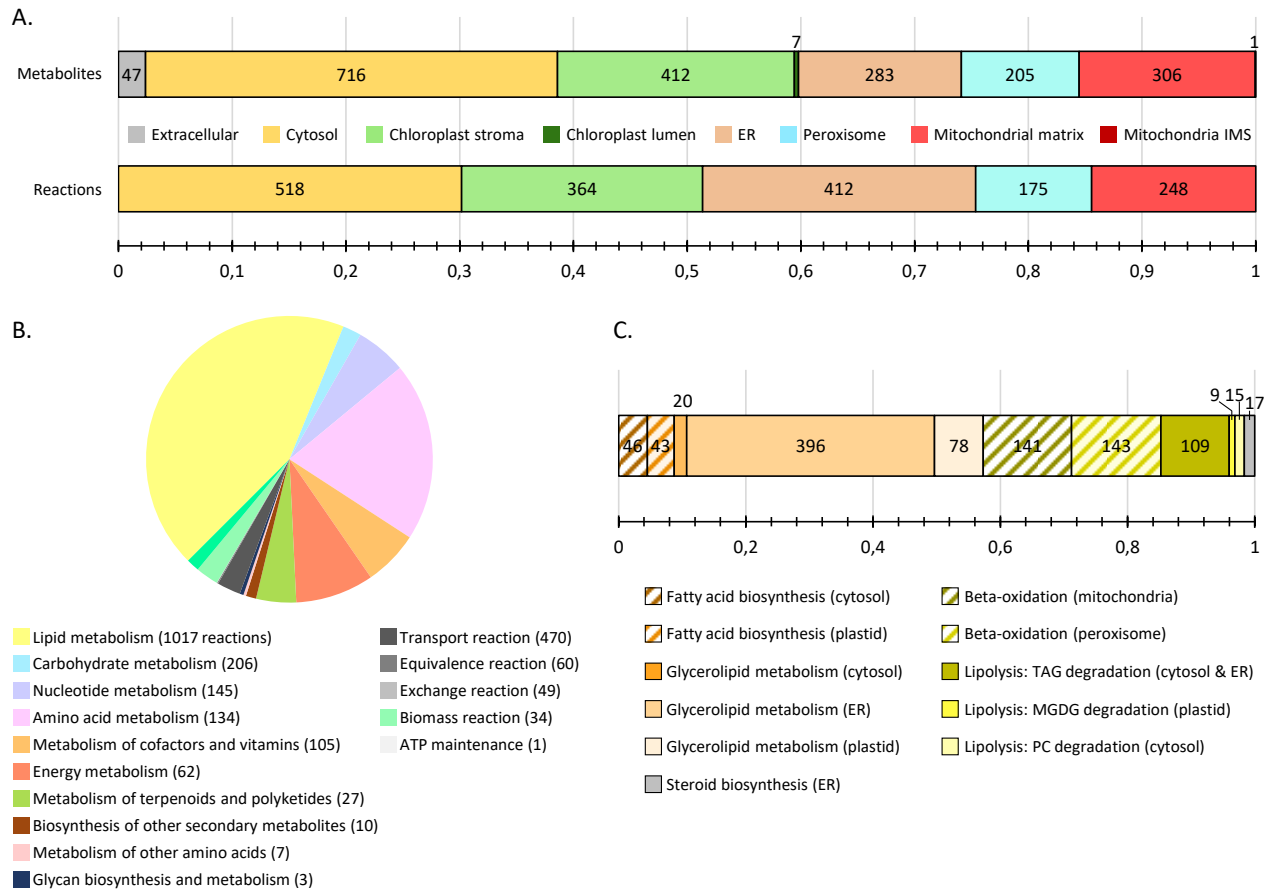 A.
7 1
Metabolites 47 716 412 283 205 306
Extracellular Cytosol Chloroplast stroma Chloroplast lumen ER Peroxisome Mitochondrial matrix Mitochondria IMS
Reactions 518 364 412 175 248
0 0,1 0,2 0,3 0,4 0,5 0,6 0,7 0,8 0,9 1
B.
Lipid metabolism (1017 reactions)
Carbohydrate metabolism (206)
Nucleotide metabolism (145)
Amino acid metabolism (134)
Metabolism of cofactors and vitamins (105)
Energy metabolism (62)
Metabolism of terpenoids and polyketides (27)
Biosynthesis of other secondary metabolites (10)
Metabolism of other amino acids (7)
Glycan biosynthesis and metabolism (3)
Transport reaction (470)
Equivalence reaction (60)
Exchange reaction (49)
Biomass reaction (34)
ATP maintenance (1)
C.
20 9 15 17
46 43 396 78 141 143 109
0 0,2 0,4 0,6 0,8 1
Fatty acid biosynthesis (cytosol)
Fatty acid biosynthesis (plastid)
Glycerolipid metabolism (cytosol)
Glycerolipid metabolism (ER)
Glycerolipid metabolism (plastid)
Steroid biosynthesis (ER)
Beta-oxidation (mitochondria)
Beta-oxidation (peroxisome)
Lipolysis: TAG degradation (cytosol & ER)
Lipolysis: MGDG degradation (plastid)
Lipolysis: PC degradation (cytosol)